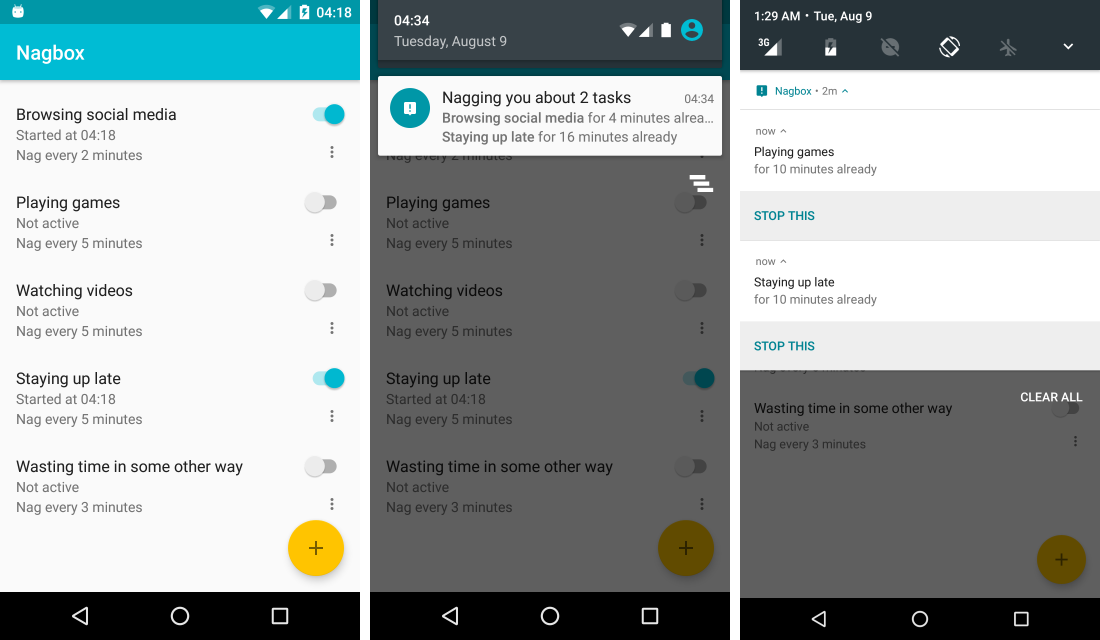 04:18
Nagbox
Browsing social media
Started at 04:18
Nag every 2 minutes
Playing games
Not active
Nag every 5 minutes
Watching videos
Not active
Nag every 5 minutes
Staying up late
Started at 04:18
Nag every 5 minutes
Wasting time in some other way
Not active
Nag every 3 minutes
04:34
Tuesday, August 9
Nagging you about 2 tasks 04:34
Browsing social media for 4 minutes alrea…
Staying up late for 16 minutes already
Nag every 2 minutes
Playing games
Not active
Nag every 5 minutes
Watching videos
Not active
Nag every 5 minutes
Staying up late
Started at 04:18
Nag every 5 minutes
Wasting time in some other way
Not active
Nag every 3 minutes
1:29 AM • Tue, Aug 9
3G
Nagbox • 2m
now
Playing games
for 10 minutes already
STOP THIS
now
Staying up late
for 10 minutes already
STOP THIS
CLEAR ALL
Wasting time in some other way
Not active
Nag every 3 minutes